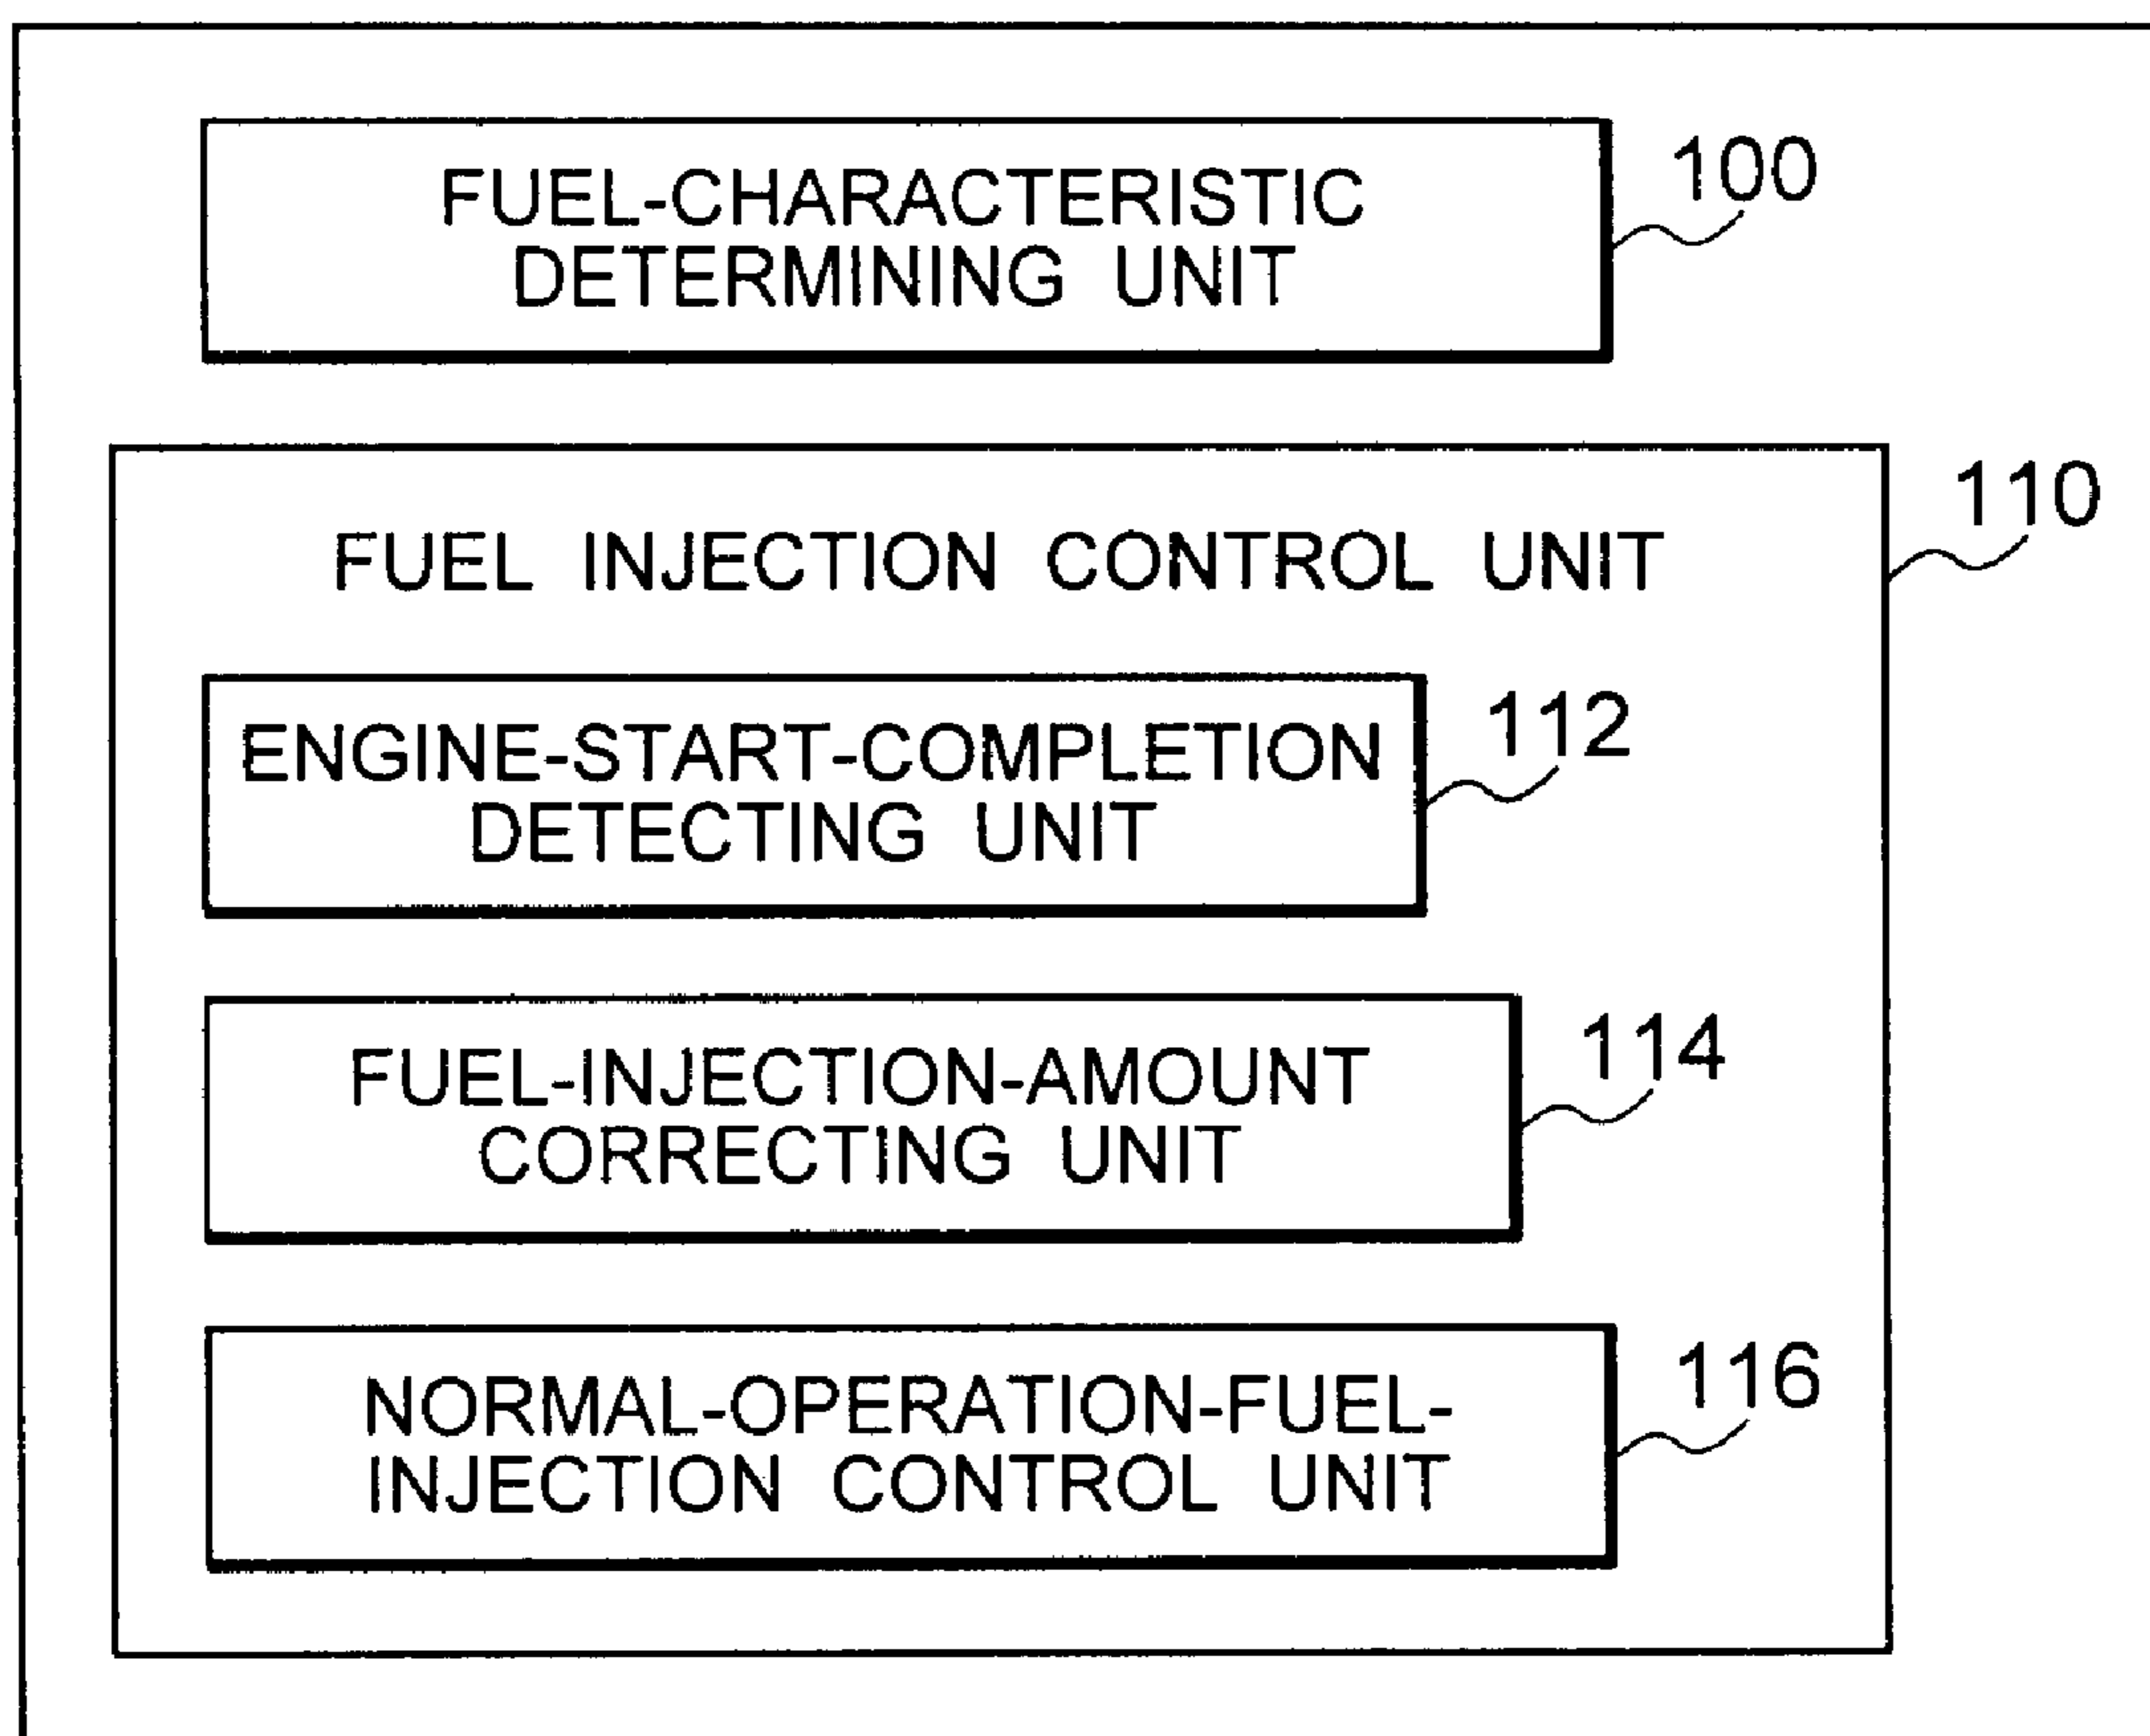 FUEL-CHARACTERISTIC
DETERMINING UNIT
100
FUEL INJECTION CONTROL UNIT
110
ENGINE-START-COMPLETION
DETECTING UNIT
112
FUEL-INJECTION-AMOUNT
CORRECTING UNIT
114
NORMAL-OPERATION-FUEL-
INJECTION CONTROL UNIT
116